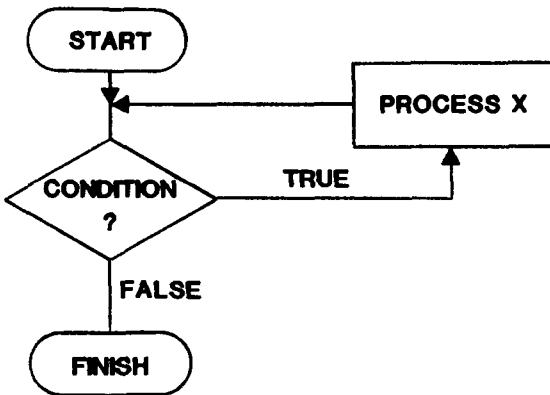 START
PROCESS X
CONDITION
?
TRUE
FALSE
FINISH